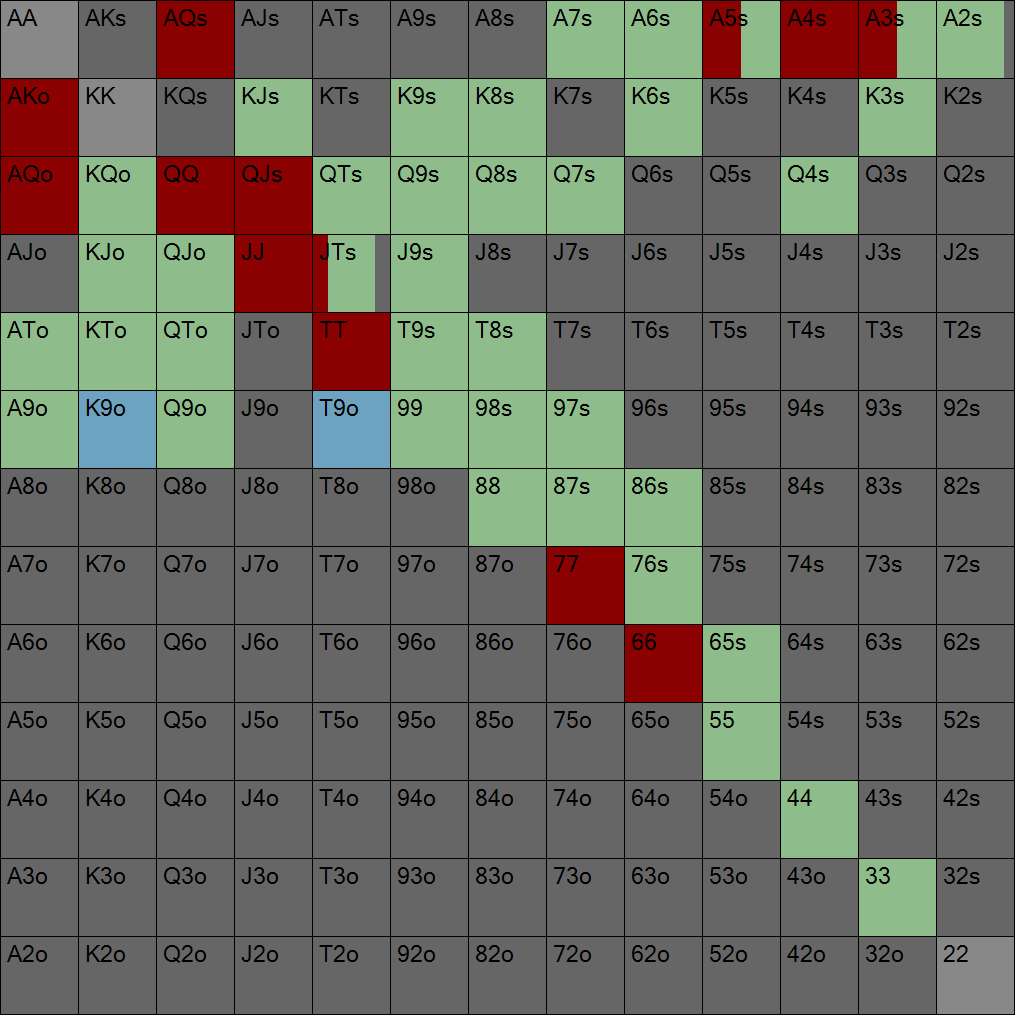 AA AKs AQs AJs ATs A9s A8s A7s A6s A5s A4s A3s A2s
AKo KK KQs KJs KTs K9s K8s K7s K6s K5s K4s K3s K2s
AQo KQo QQ QJs QTs Q9s Q8s Q7s Q6s Q5s Q4s Q3s Q2s
AJo KJo QJo JJ JTs J9s J8s J7s J6s J5s J4s J3s J2s
ATo KTo QTo JTo TT T9s T8s T7s T6s T5s T4s T3s T2s
A9o K9o Q9o J9o T9o 99 98s 97s 96s 95s 94s 93s 92s
A8o K8o Q8o J8o T8o 98o 88 87s 86s 85s 84s 83s 82s
A7o K7o Q7o J7o T7o 97o 87o 77 76s 75s 74s 73s 72s
A6o K6o Q6o J6o T6o 96o 86o 76o 66 65s 64s 63s 62s
A5o K5o Q5o J5o T5o 95o 85o 75o 65o 55 54s 53s 52s
A4o K4o Q4o J4o T4o 94o 84o 74o 64o 54o 44 43s 42s
A3o K3o Q3o J3o T3o 93o 83o 73o 63o 53o 43o 33 32s
A2o K2o Q2o J2o T2o 92o 82o 72o 62o 52o 42o 32o 22